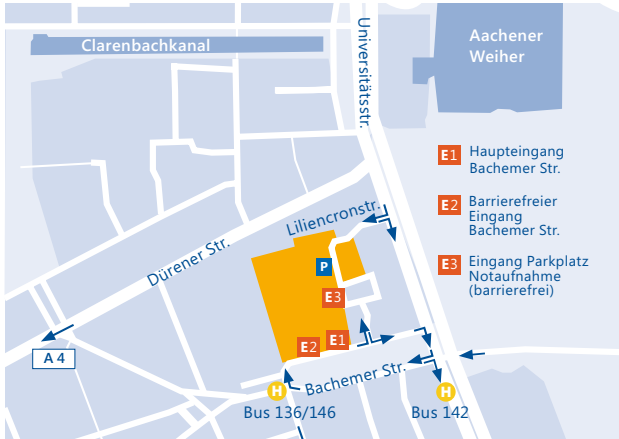 Clarenbachkanal
Universitätsstr.
Aachener
Weiher
E1 Haupteingang
Bachemer Str.
E2 Barrierefreier
Eingang
Bachemer Str.
E3 Eingang Parkplatz
Notaufnahme
(barrierefrei)
Liliencronstr.
Dürener Str.
P
E3
E1
E2
A 4
Bachemer Str.
H
H
Bus 136/146
Bus 142